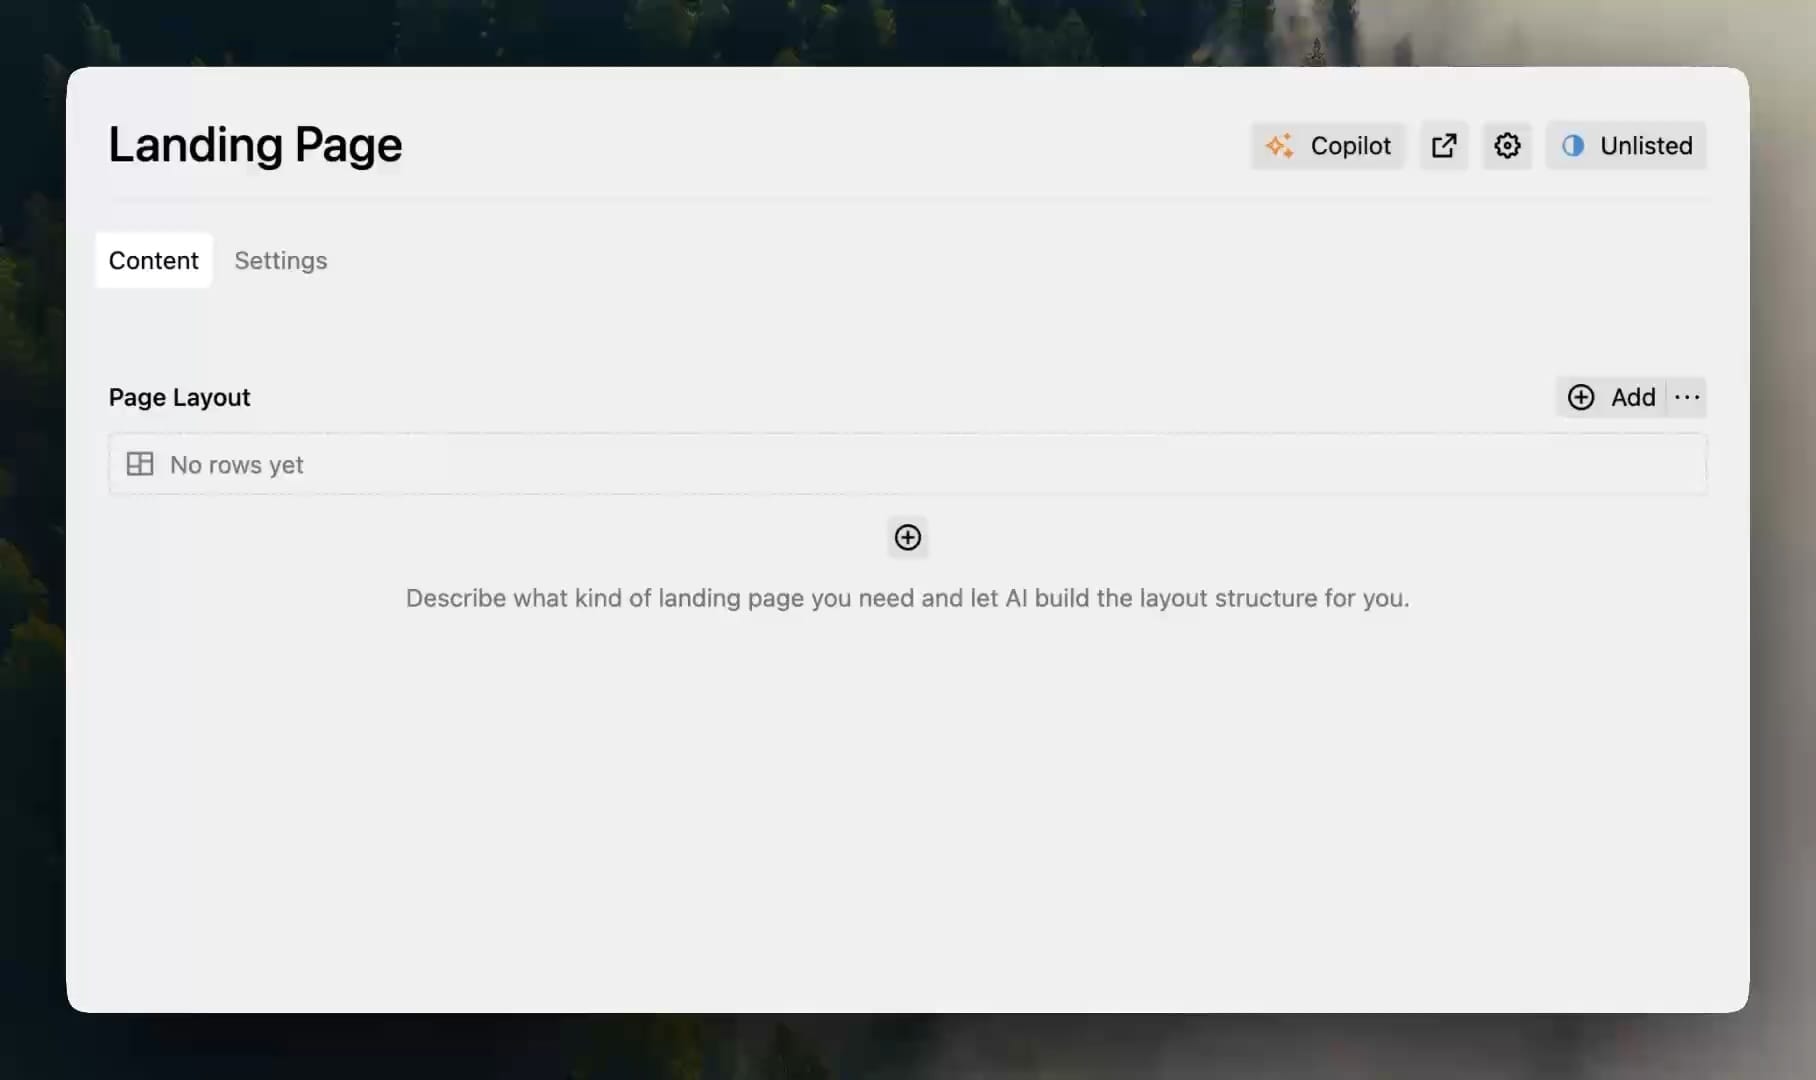 Landing Page
Copilot
Unlisted
Content
Settings
Page Layout
Add
No rows yet
Describe what kind of landing page you need and let AI build the layout structure for you.